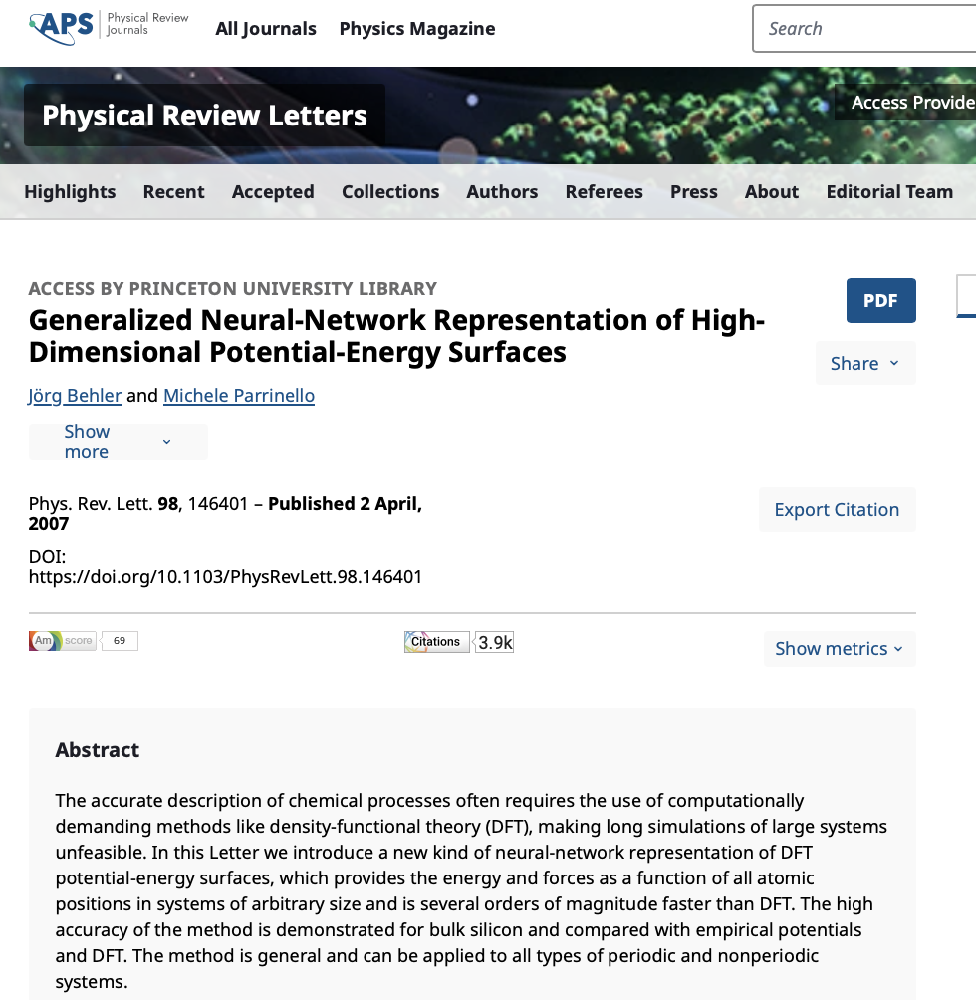 APS Physical Review Journals
All Journals Physics Magazine Search
Physical Review Letters
Access Provide
Highlights Recent Accepted Collections Authors Referees Press About Editorial Team
ACCESS BY PRINCETON UNIVERSITY LIBRARY
PDF
Generalized Neural-Network Representation of High-
Dimensional Potential-Energy Surfaces
Share
Jörg Behler and Michele Parrinello
Show
more
Phys. Rev. Lett. 98, 146401 – Published 2 April,
2007
Export Citation
DOI:
https://doi.org/10.1103/PhysRevLett.98.146401
Am score 69
Citations 3.9k
Show metrics
Abstract
The accurate description of chemical processes often requires the use of computationally
demanding methods like density-functional theory (DFT), making long simulations of large systems
unfeasible. In this Letter we introduce a new kind of neural-network representation of DFT
potential-energy surfaces, which provides the energy and forces as a function of all atomic
positions in systems of arbitrary size and is several orders of magnitude faster than DFT. The high
accuracy of the method is demonstrated for bulk silicon and compared with empirical potentials
and DFT. The method is general and can be applied to all types of periodic and nonperiodic
systems.